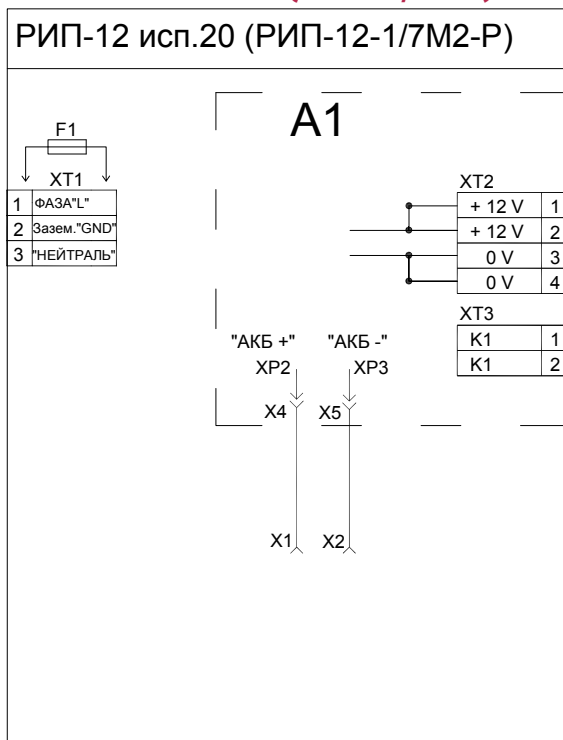 РИП-12 исп.20 (РИП-12-1/7М2-Р)
А1
F1
XT1
1 ФАЗА"L"
2 Зазем."GND"
3 "НЕЙТРАЛЬ"
XT2
+ 12 V 1
+ 12 V 2
0 V 3
0 V 4
XT3
K1 1
K1 2
"АКБ +" "АКБ -"
XP2 XP3
X4 X5
X1 X2